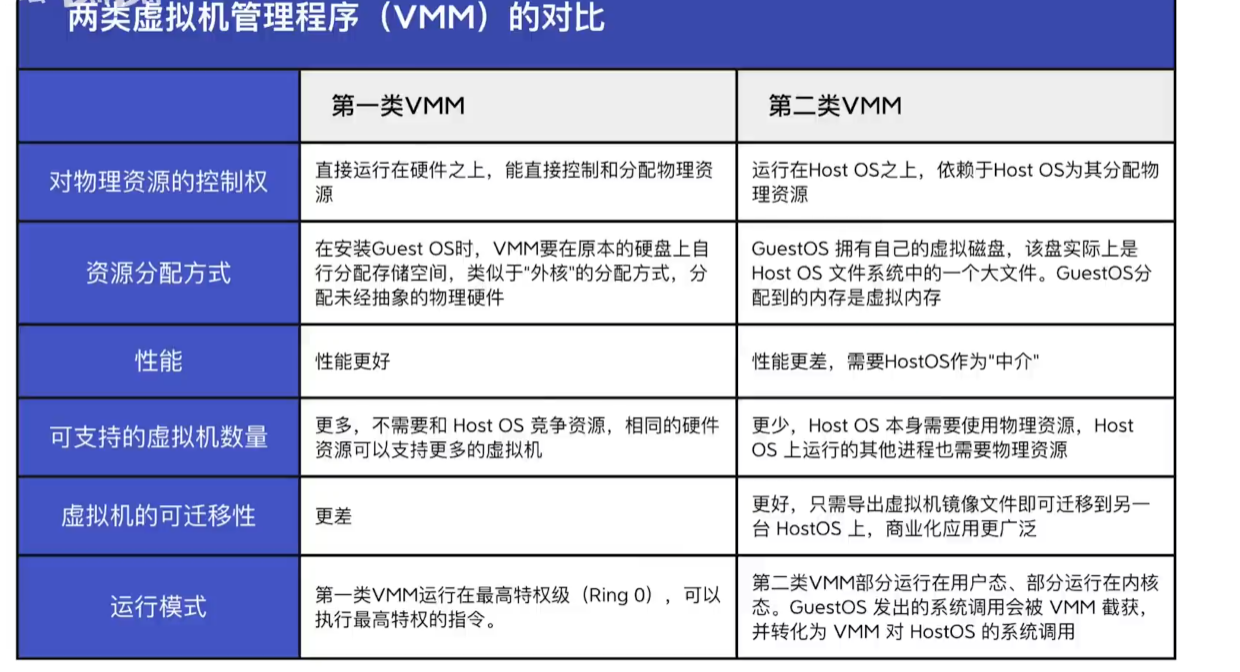 两类虚拟机管理程序（VMM）的对比
第一类VMM
第二类VMM
对物理资源的控制权
直接运行在硬件之上，能直接控制和分配物理资
源
运行在Host OS之上，依赖于Host OS为其分配物
理资源
资源分配方式
在安装Guest OS时，VMM要在原本的硬盘上自
行分配存储空间，类似于"外核"的分配方式，分
配未经抽象的物理硬件
GuestOS 拥有自己的虚拟磁盘，该盘实际上是
Host OS 文件系统中的一个大文件。GuestOS分
配到的内存是虚拟内存
性能
性能更好
性能更差，需要HostOS作为"中介"
可支持的虚拟机数量
更多，不需要和 Host OS 竞争资源，相同的硬件
资源可以支持更多的虚拟机
更少，Host OS 本身需要使用物理资源，Host
OS 上运行的其他进程也需要物理资源
虚拟机的可迁移性
更差
更好，只需导出虚拟机镜像文件即可迁移到另一
台 HostOS 上，商业化应用更广泛
运行模式
第一类VMM运行在最高特权级（Ring 0），可以
执行最高特权的指令。
第二类VMM部分运行在用户态、部分运行在内核
态。GuestOS 发出的系统调用会被 VMM 截获，
并转化为 VMM 对 HostOS 的系统调用